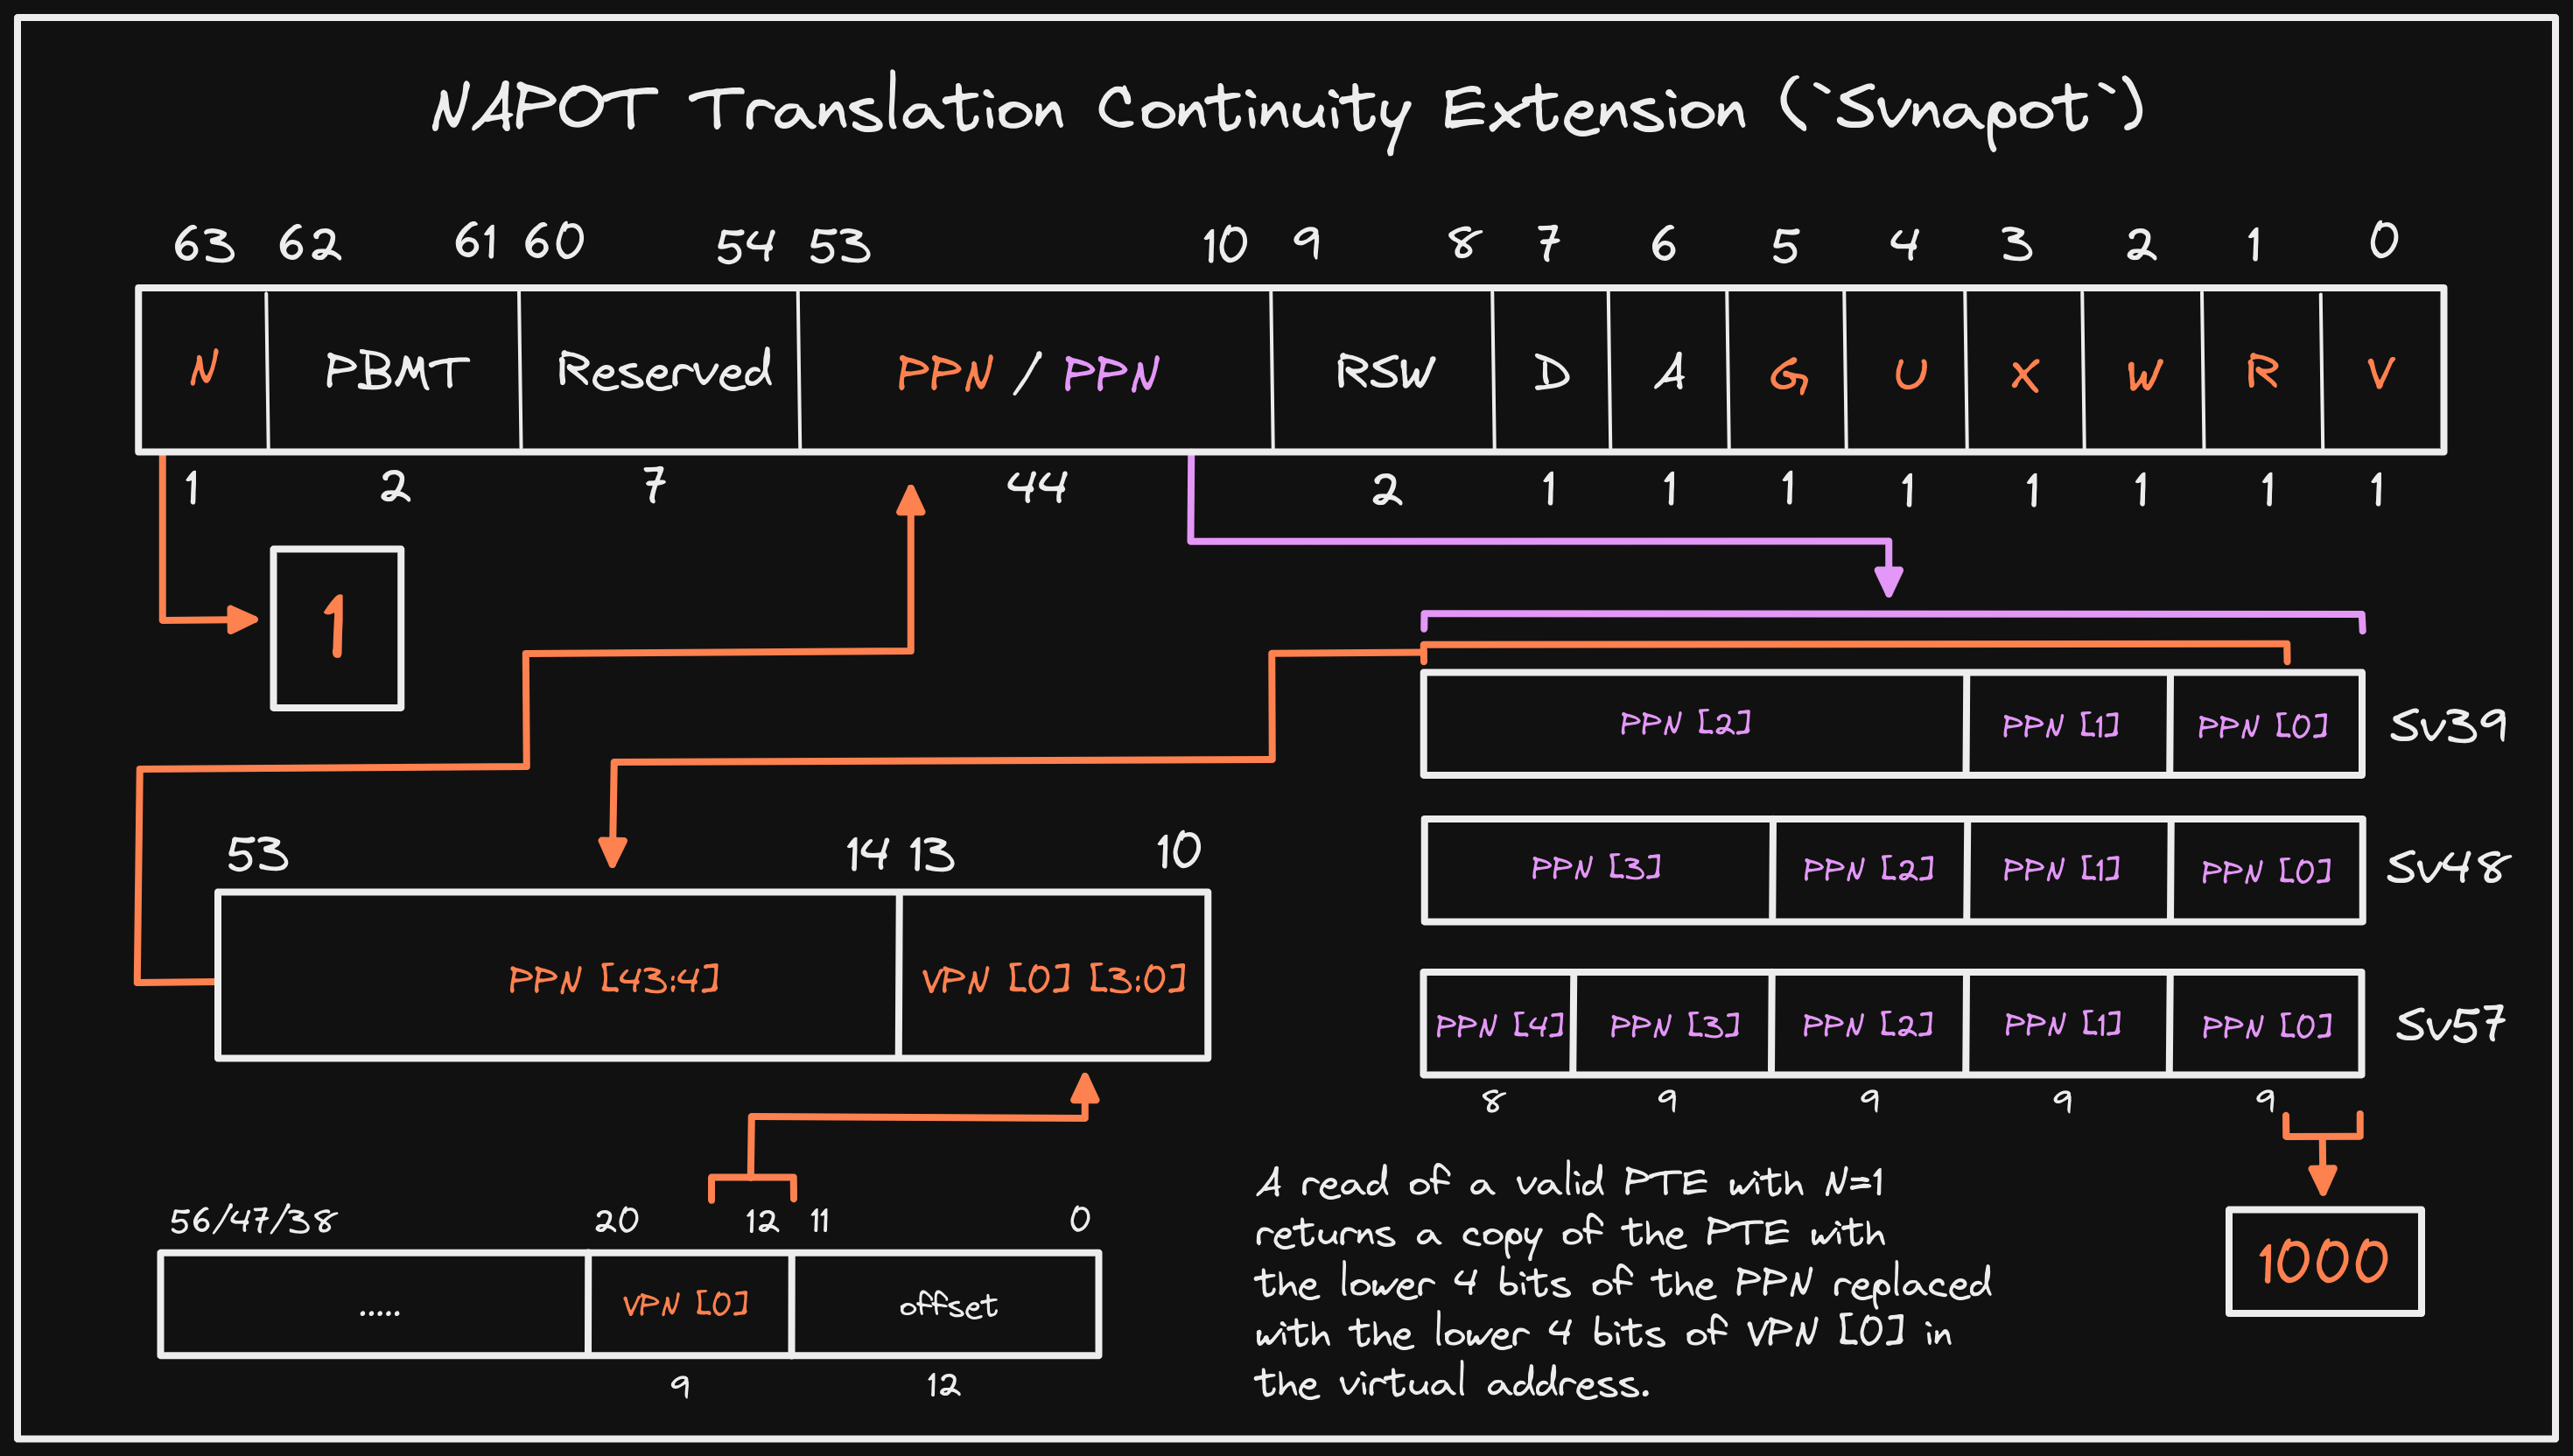 NAPOT Translation Continuity Extension (`Svnapot`)
63 62 61 60 54 53 10 9 8 7 6 5 4 3 2 1 0
N PBMT Reserved PPN / PPN RSW D A G U X W R V
1 2 7 44 2 1 1 1 1 1 1 1 1
1
PPN [2] PPN [1] PPN [0] Sv39
PPN [3] PPN [2] PPN [1] PPN [0] Sv48
PPN [4] PPN [3] PPN [2] PPN [1] PPN [0] Sv57
8 9 9 9 9
1000
53 14 13 10
PPN [43:4] VPN [0] [3:0]
56/47/38 20 12 11 0
..... VPN [0] offset
9 12
A read of a valid PTE with N=1
returns a copy of the PTE with
the lower 4 bits of the PPN replaced
with the lower 4 bits of VPN [0] in
the virtual address.